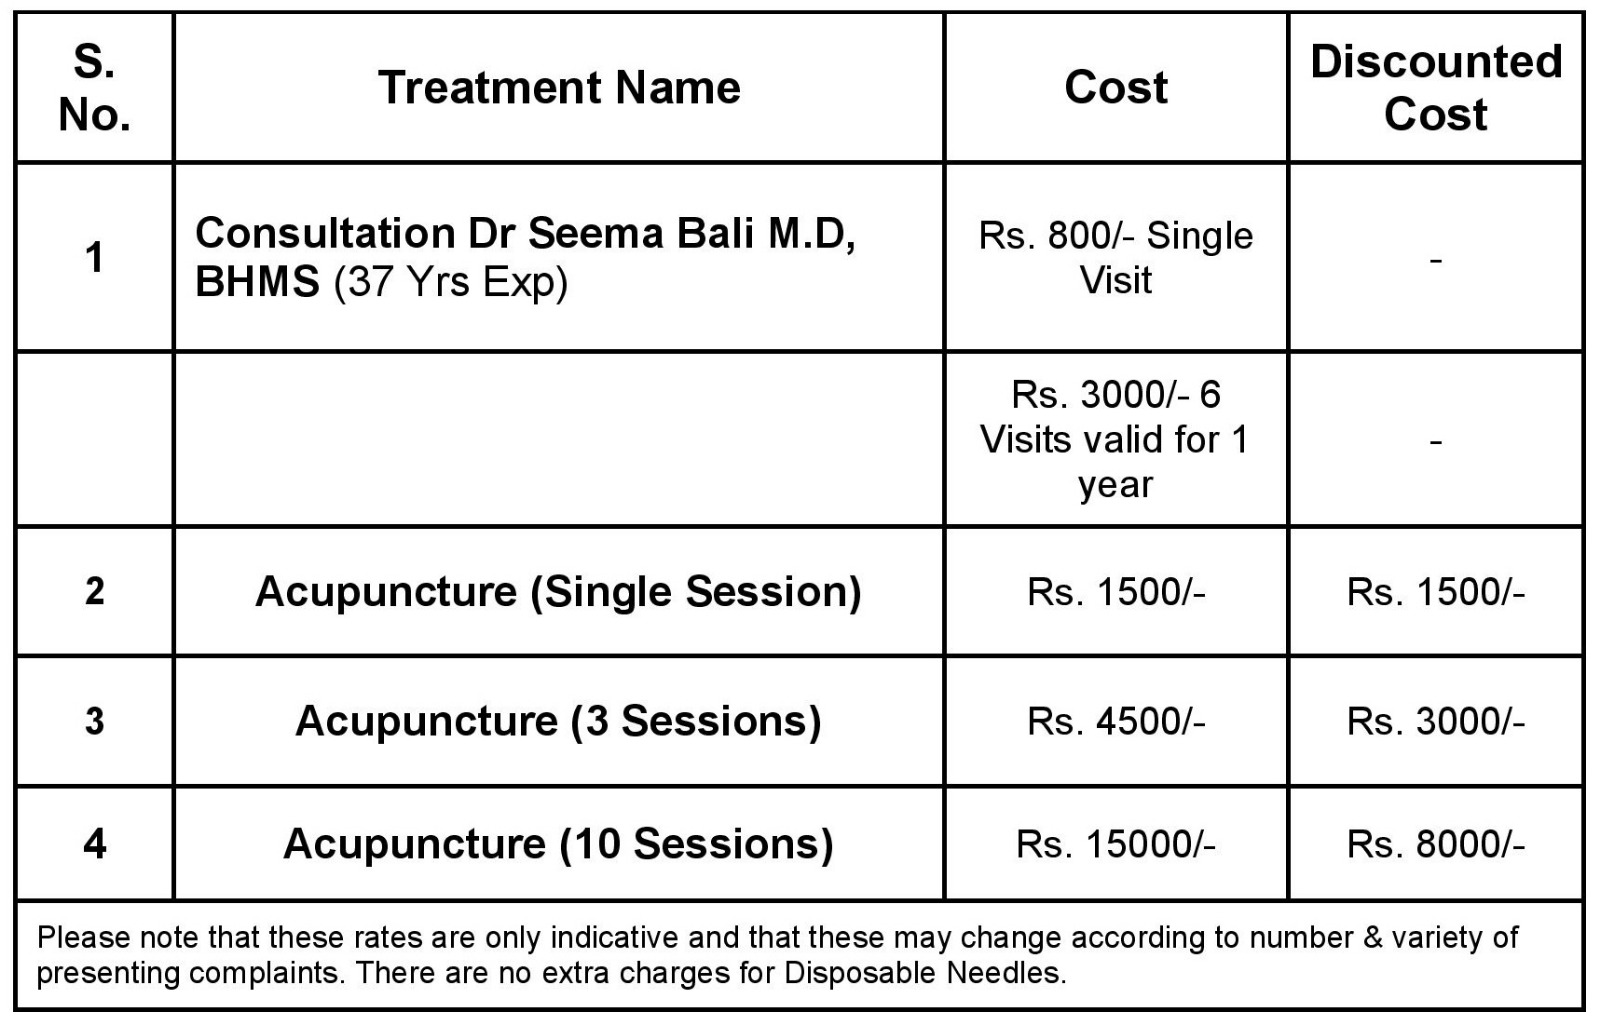 S.
No.
Treatment Name
Cost
Discounted
Cost
1
Consultation Dr Seema Bali M.D,
BHMS (37 Yrs Exp)
Rs. 800/- Single
Visit
-
Rs. 3000/- 6
Visits valid for 1
year
-
2
Acupuncture (Single Session)
Rs. 1500/-
Rs. 1500/-
3
Acupuncture (3 Sessions)
Rs. 4500/-
Rs. 3000/-
4
Acupuncture (10 Sessions)
Rs. 15000/-
Rs. 8000/-
Please note that these rates are only indicative and that these may change according to number & variety of
presenting complaints. There are no extra charges for Disposable Needles.